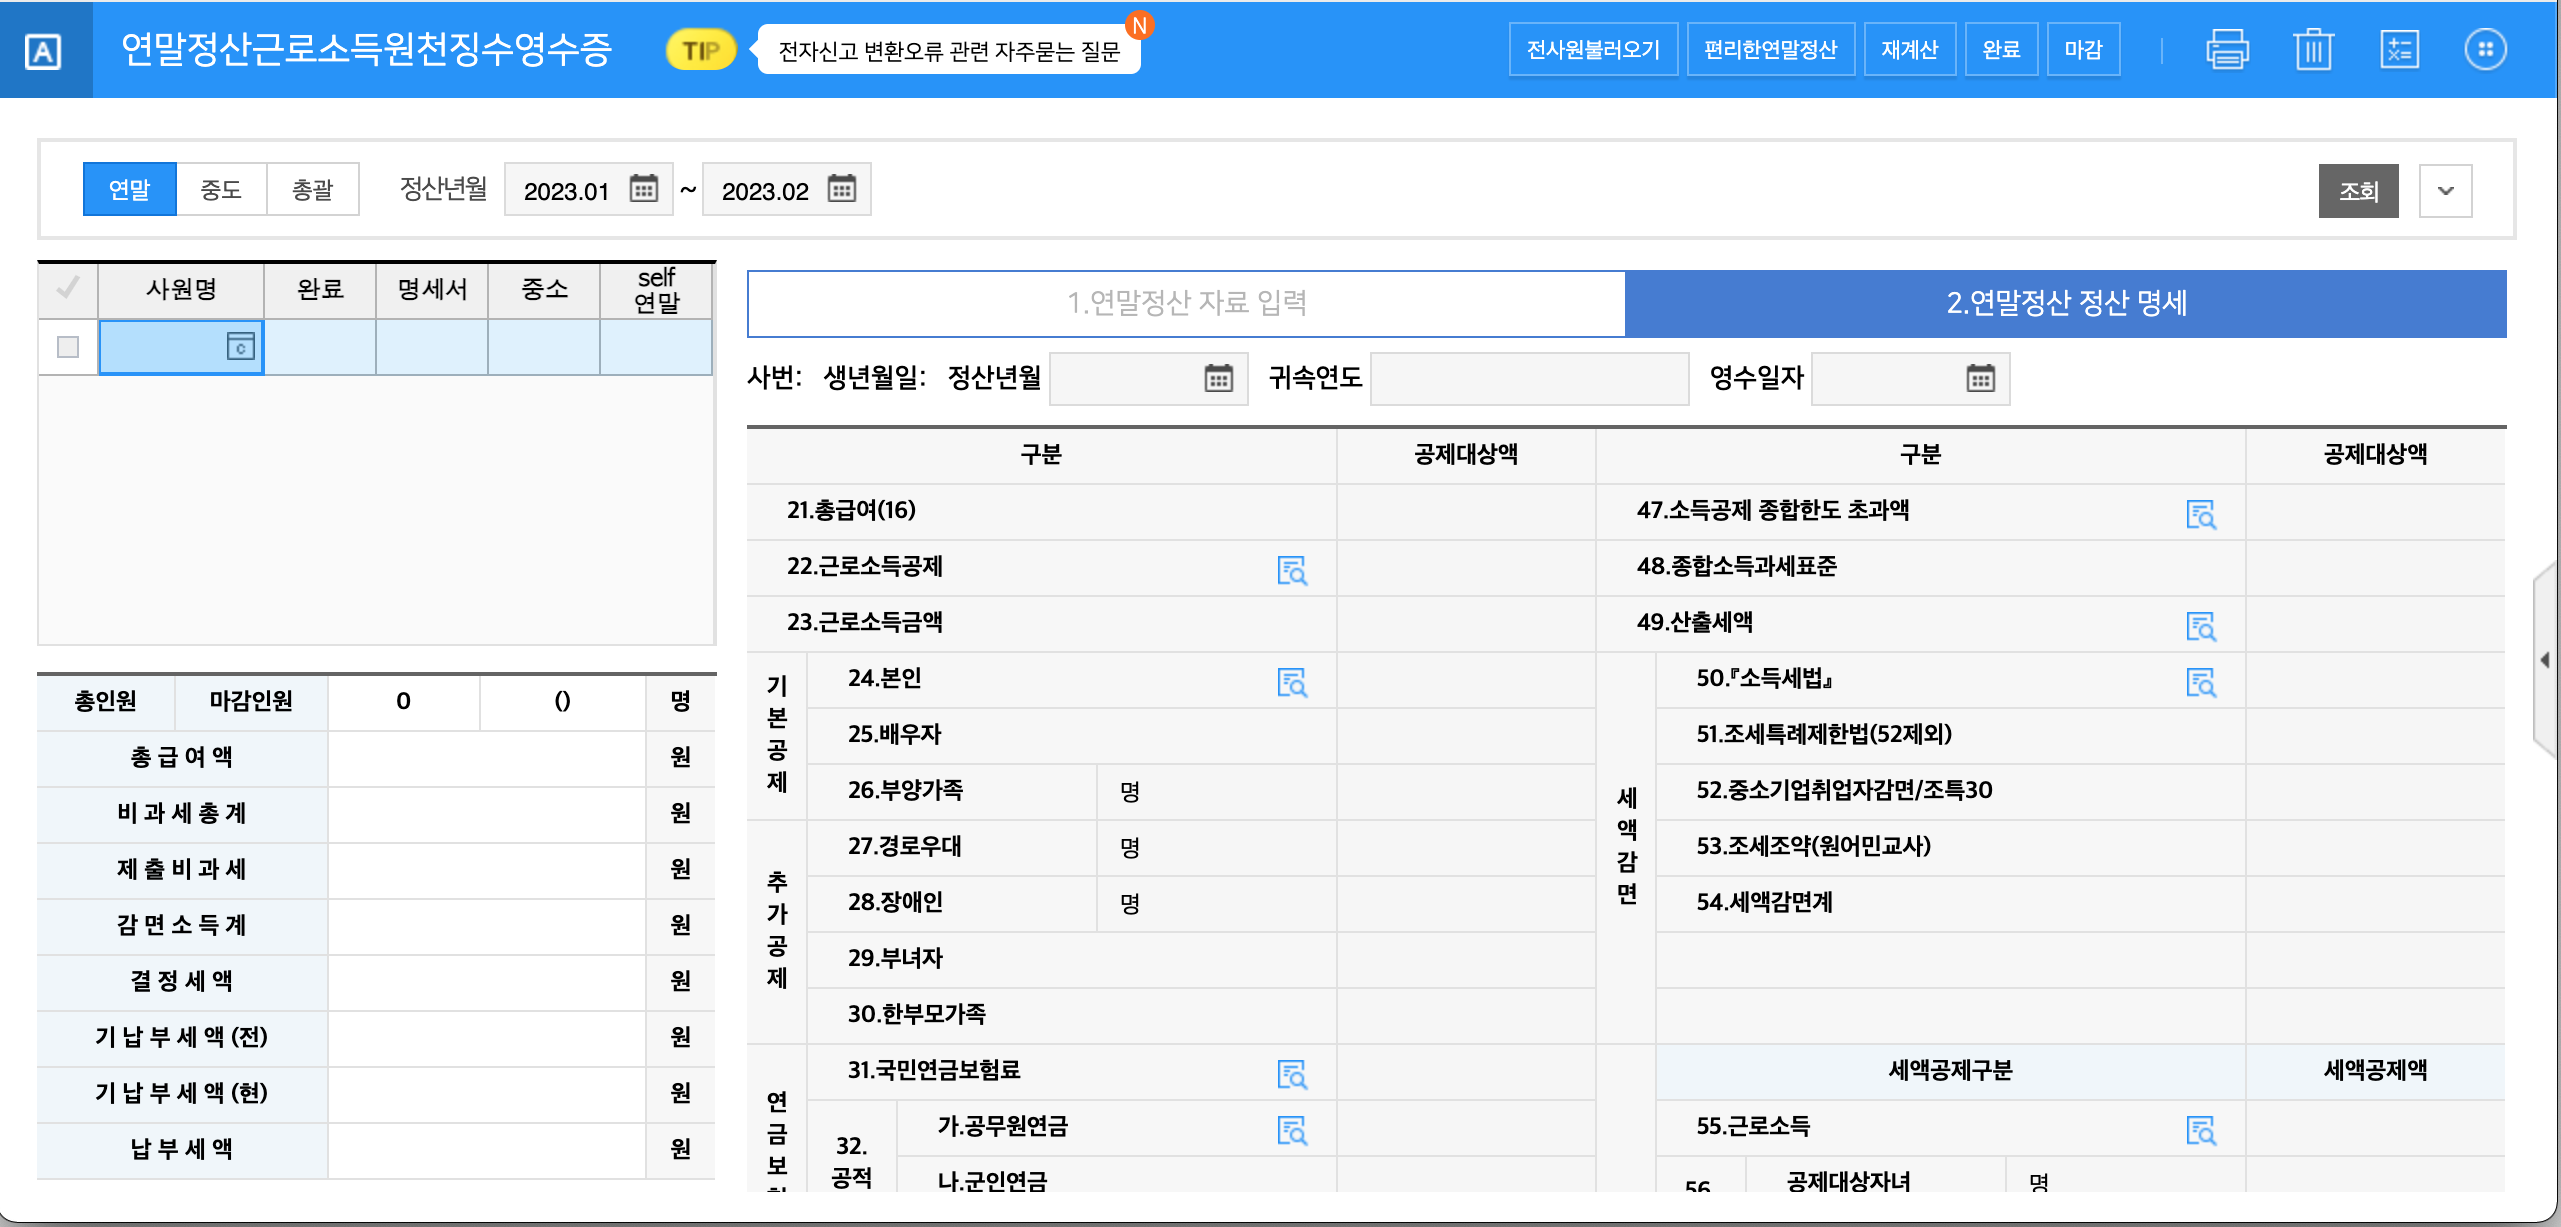 A 연말정산근로소득원천징수영수증 TIP 전자신고 변환오류 관련 자주묻는 질문 N 전사원불러오기 편리한연말정산 재계산 완료 마감
연말 중도 총괄 정산년월 2023.01 ~ 2023.02 조회
사원명 완료 명세서 중소 self 연말
총인원 마감인원 0 () 명
총급여액 원
비과세총계 원
제출비과세 원
감면소득계 원
결정세액 원
기납부세액(전) 원
기납부세액(현) 원
납부세액 원
1.연말정산 자료 입력 2.연말정산 정산 명세
사번: 생년월일: 정산년월 귀속연도 영수일자
구분 공제대상액 구분 공제대상액
21.총급여(16) 47.소득공제 종합한도 초과액
22.근로소득공제 48.종합소득과세표준
23.근로소득금액 49.산출세액
기본공제 24.본인 세액감면 50.『소득세법』
25.배우자 51.조세특례제한법(52제외)
26.부양가족 명 52.중소기업취업자감면/조특30
추가공제 27.경로우대 명 53.조세조약(원어민교사)
28.장애인 명 54.세액감면계
29.부녀자
30.한부모가족
연금보 31.국민연금보험료 세액공제구분 세액공제액
32.공적 가.공무원연금 55.근로소득
나.군인연금 56 공제대상자녀 명